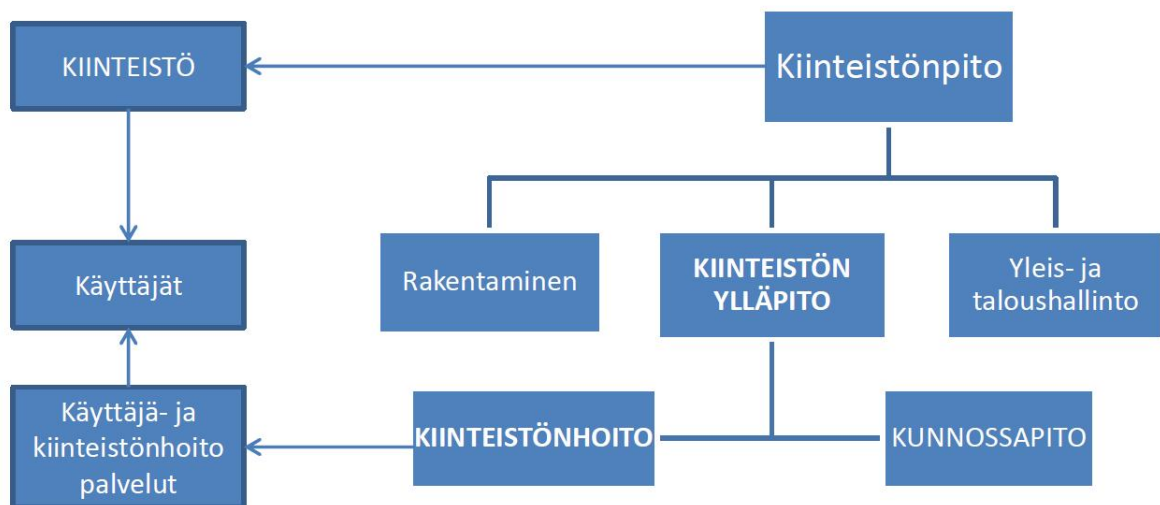 KIINTEISTÖ
Kiinteistönpito
Rakentaminen
KIINTEISTÖN
YLLÄPITO
Yleis- ja
taloushallinto
Käyttäjät
Käyttäjä- ja
kiinteistönhoito
palvelut
KIINTEISTÖNHOITO
KUNNOSSAPITO